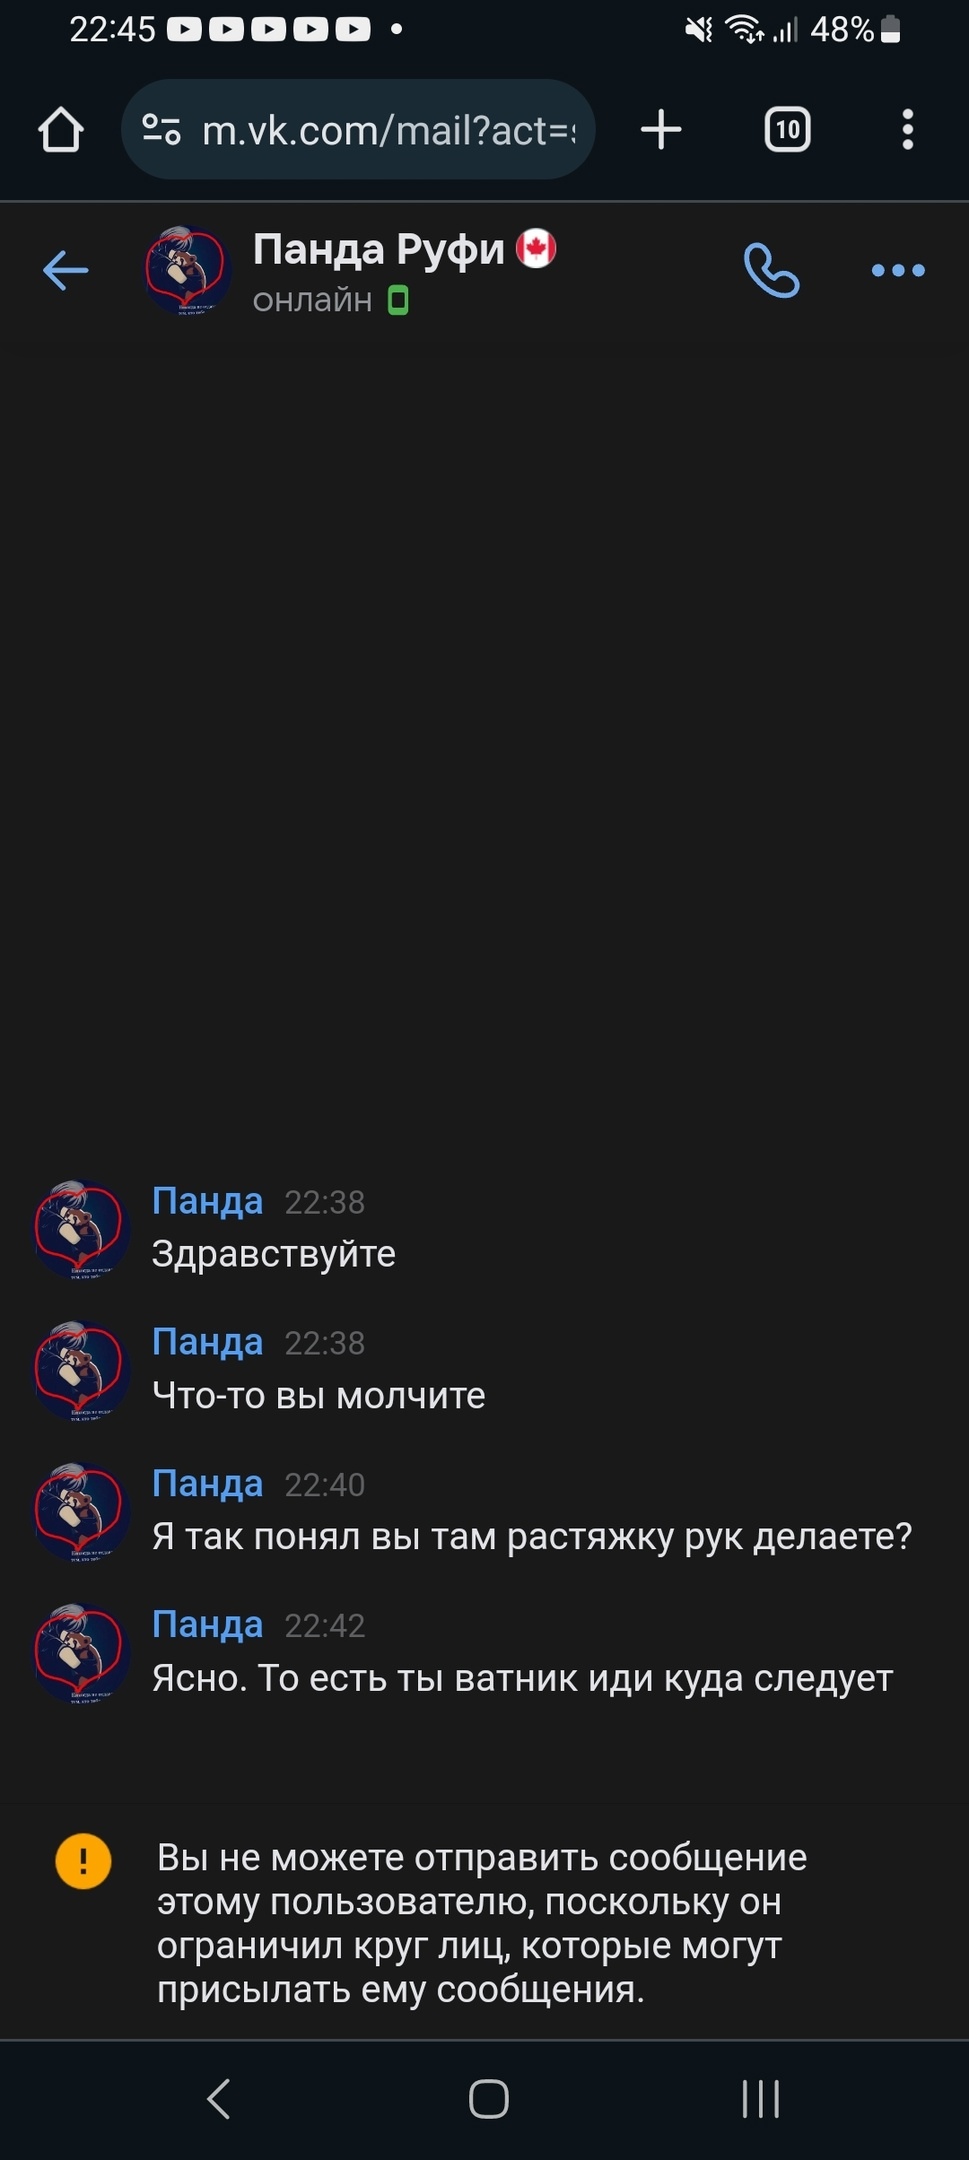 22:45
48%
m.vk.com/mail?act=
10
Панда Руфи
онлайн
Панда 22:38
Здравствуйте
Панда 22:38
Что-то вы молчите
Панда 22:40
Я так понял вы там растяжку рук делаете?
Панда 22:42
Ясно. То есть ты ватник иди куда следует
Вы не можете отправить сообщение
этому пользователю, поскольку он
ограничил круг лиц, которые могут
присылать ему сообщения.